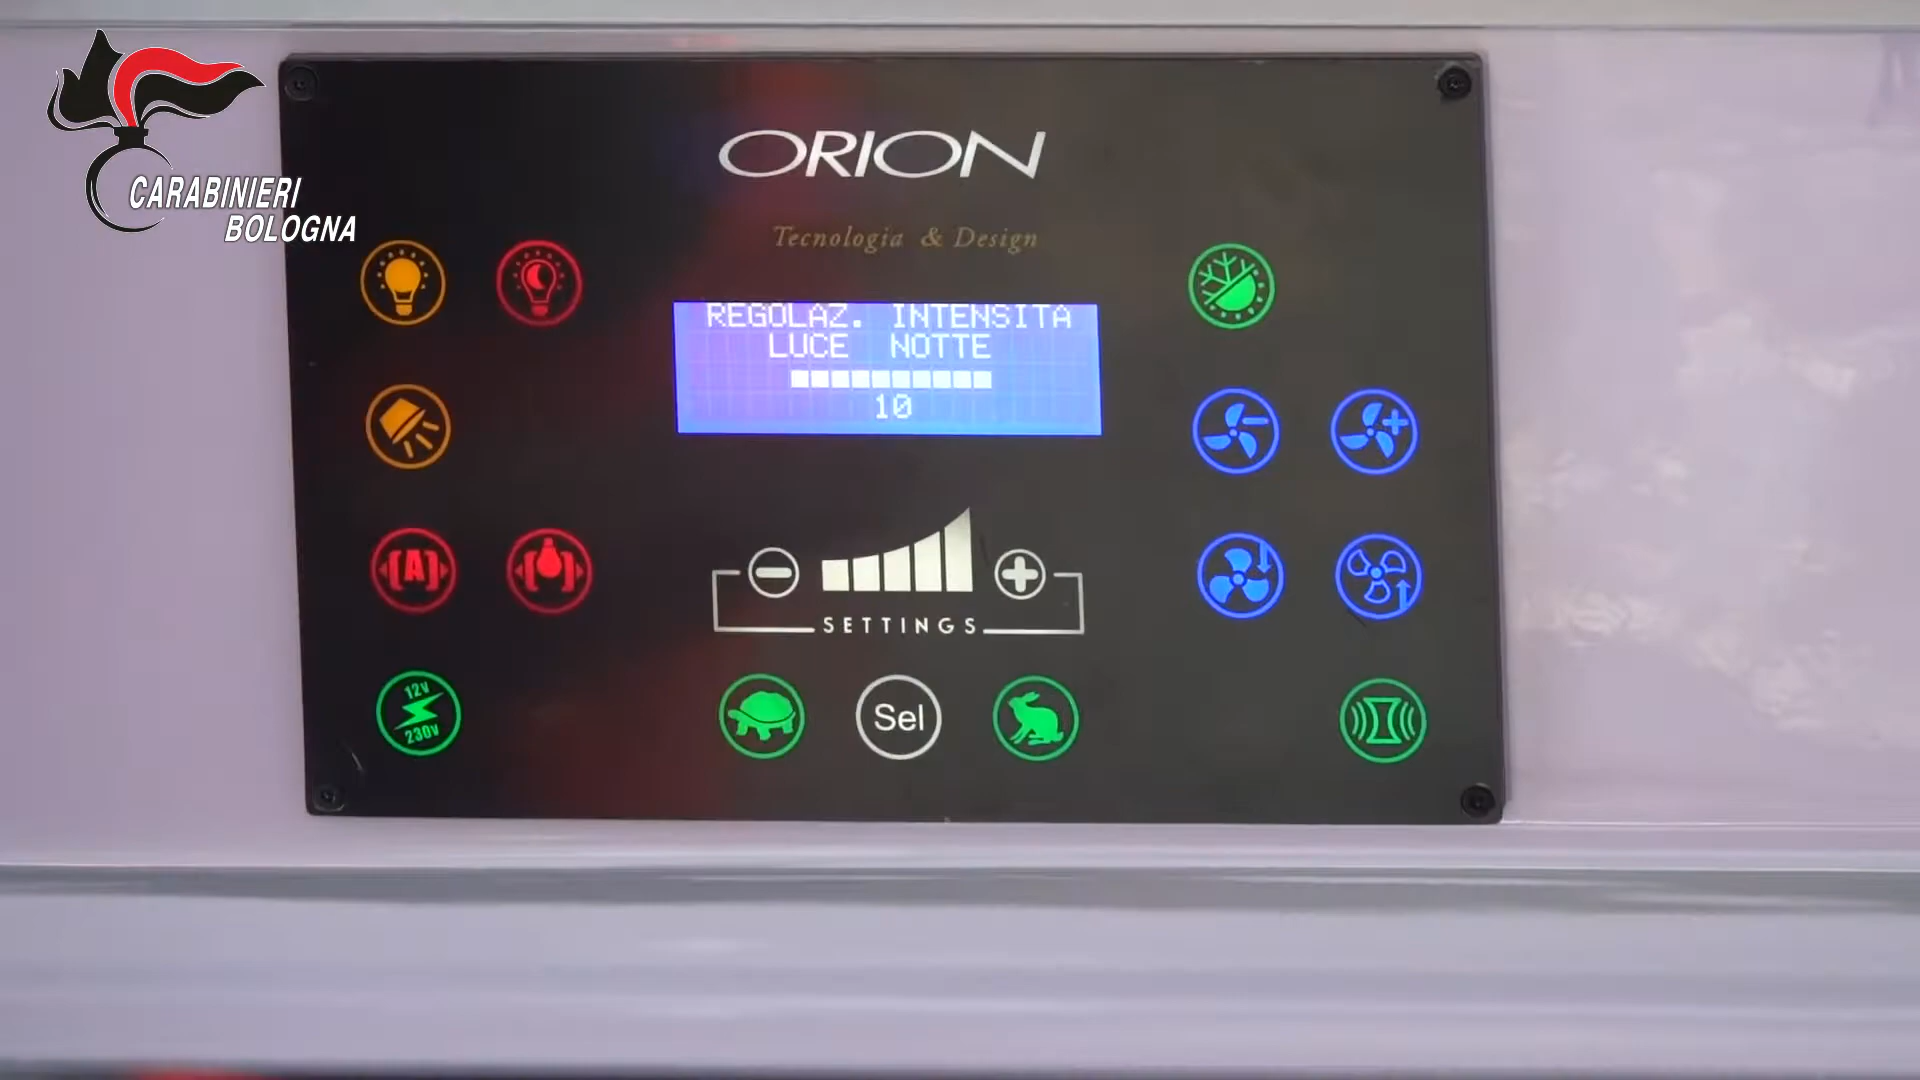 CARABINIERI
BOLOGNA
ORION
Tecnologia & Design
REGOLAZ. INTENSITA
LUCE NOTTE
10
[A]
SETTINGS
12V
230V
Sel